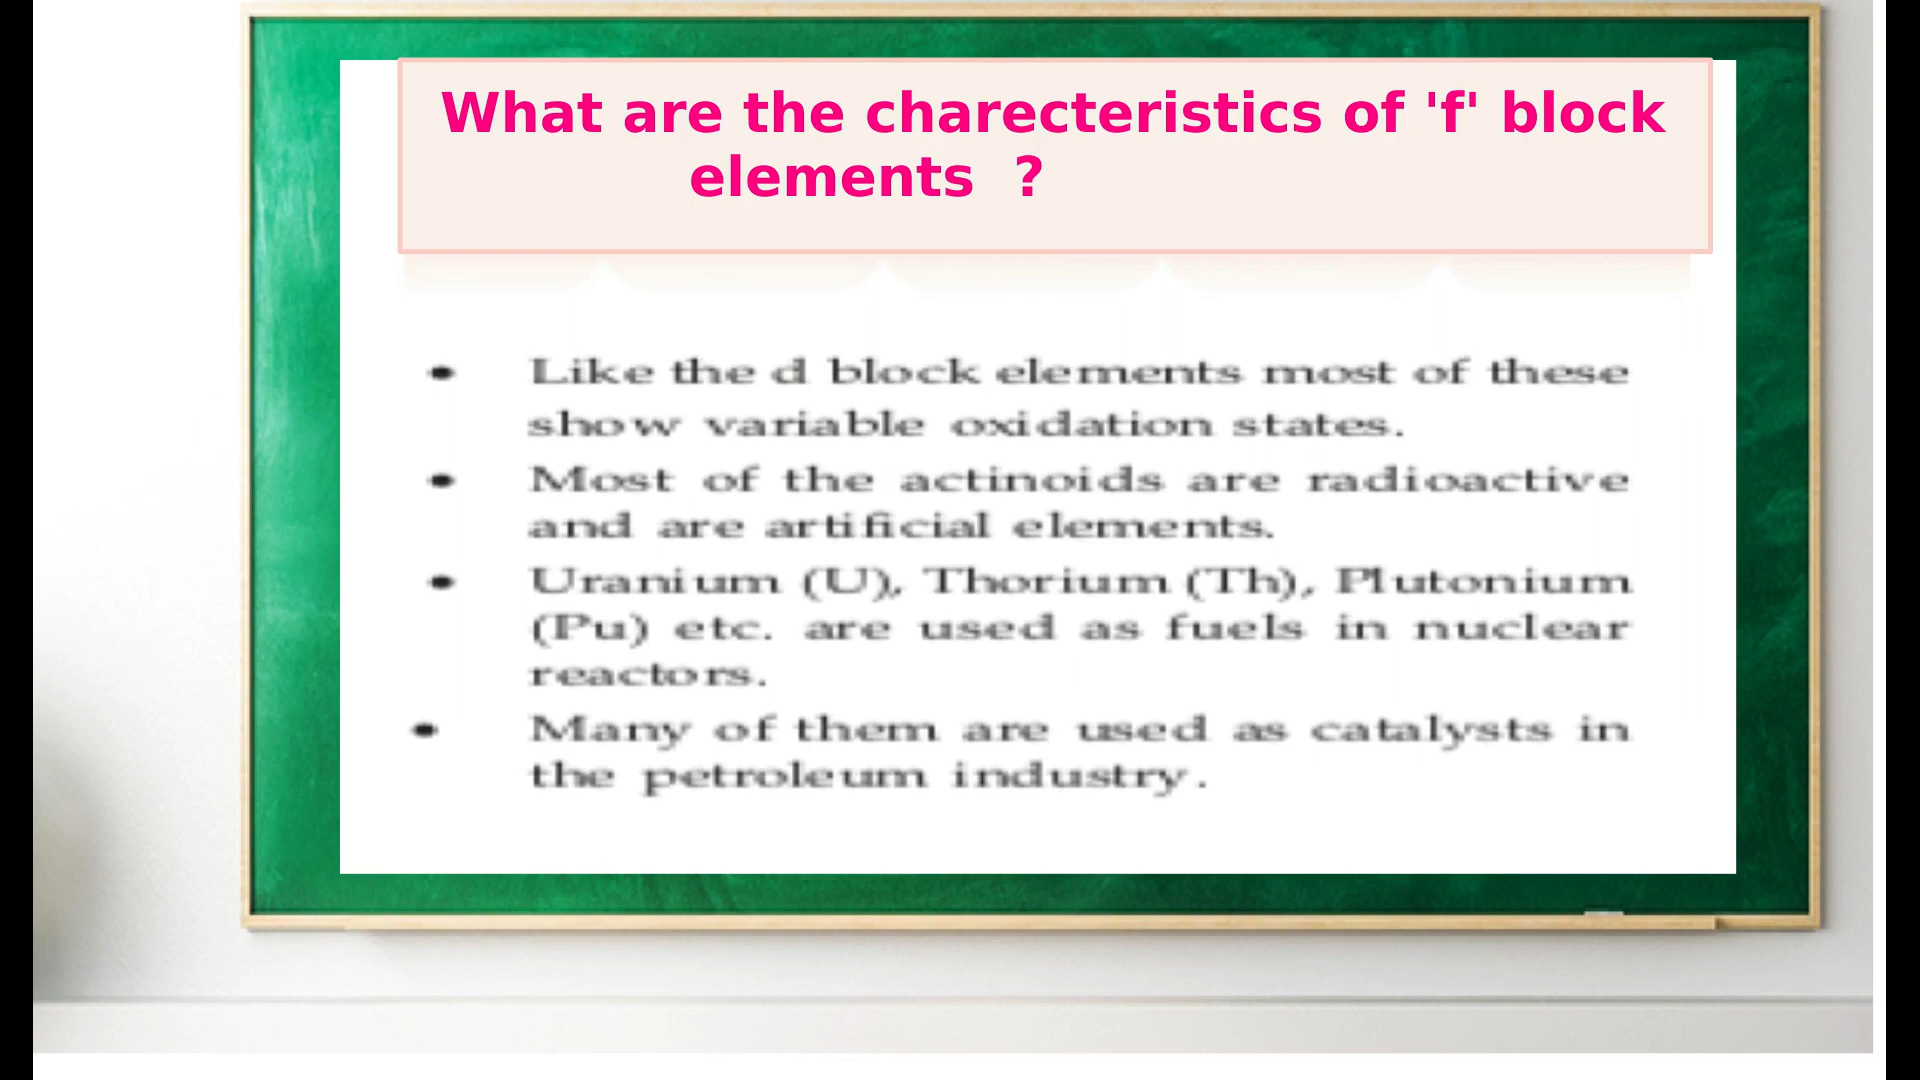 What are the charecteristics of 'f' block
elements ?
• Like the d block elements most of these
show variable oxidation states.
• Most of the actinoids are radioactive
and are artificial elements.
• Uranium (U), Thorium (Th), Plutonium
(Pu) etc. are used as fuels in nuclear
reactors.
• Many of them are used as catalysts in
the petroleum industry.